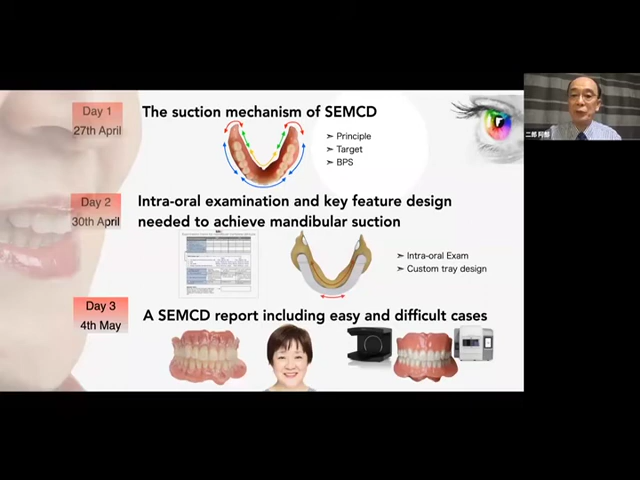 Day 1
27th April
The suction mechanism of SEMCD
➣ Principle
➣ Target
➣ BPS
二郎 阿部
Day 2
30th April
Intra-oral examination and key feature design
needed to achieve mandibular suction
➣ Intra-oral Exam
➣ Custom tray design
Day 3
4th May
A SEMCD report including easy and difficult cases